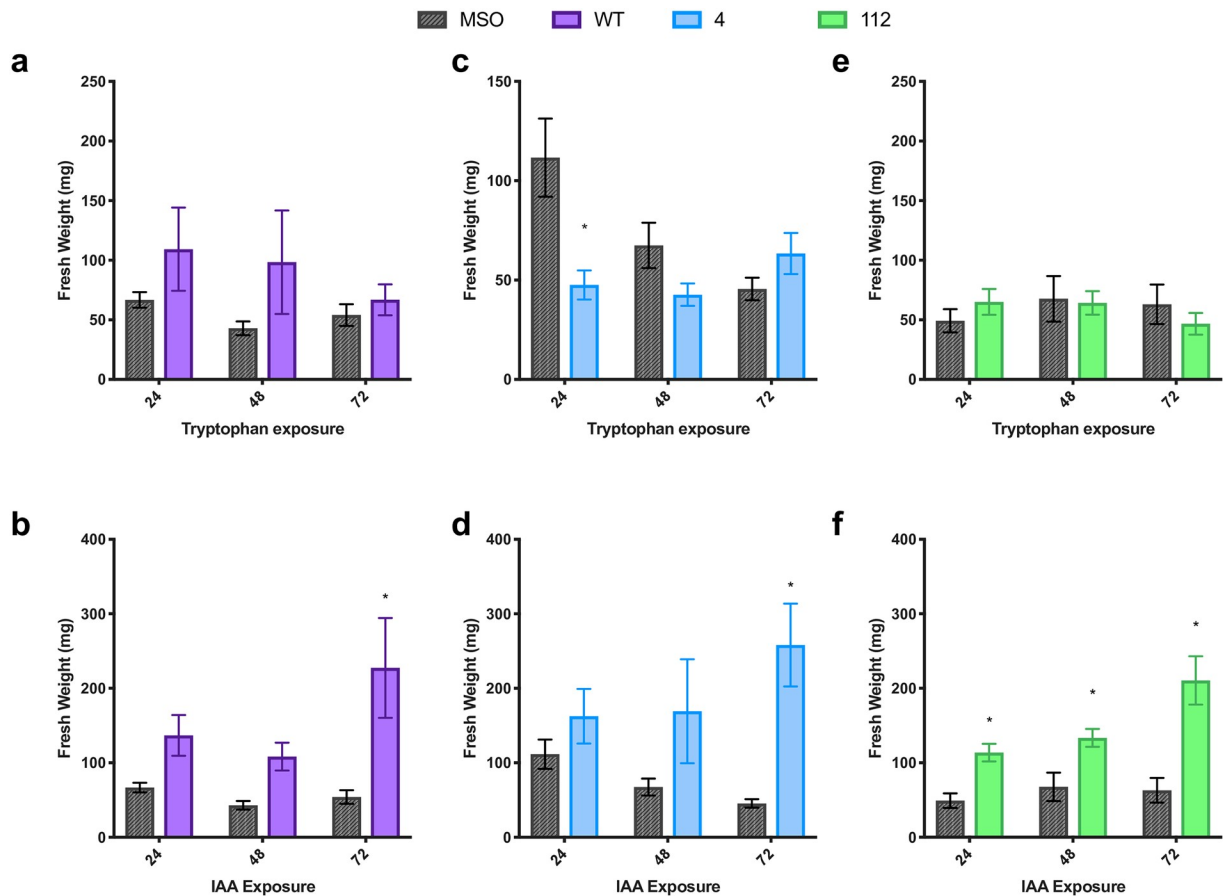 MSO WT 4 112
a
250
200
150
100
50
0
Fresh Weight (mg)
24 48 72
Tryptophan exposure
c
150
100
50
0
Fresh Weight (mg)
*
24 48 72
Tryptophan exposure
e
250
200
150
100
50
0
Fresh Weight (mg)
24 48 72
Tryptophan exposure
b
400
300
200
100
0
Fresh Weight (mg)
*
24 48 72
IAA Exposure
d
400
300
200
100
0
Fresh Weight (mg)
*
24 48 72
IAA Exposure
f
400
300
200
100
0
Fresh Weight (mg)
* * *
24 48 72
IAA Exposure